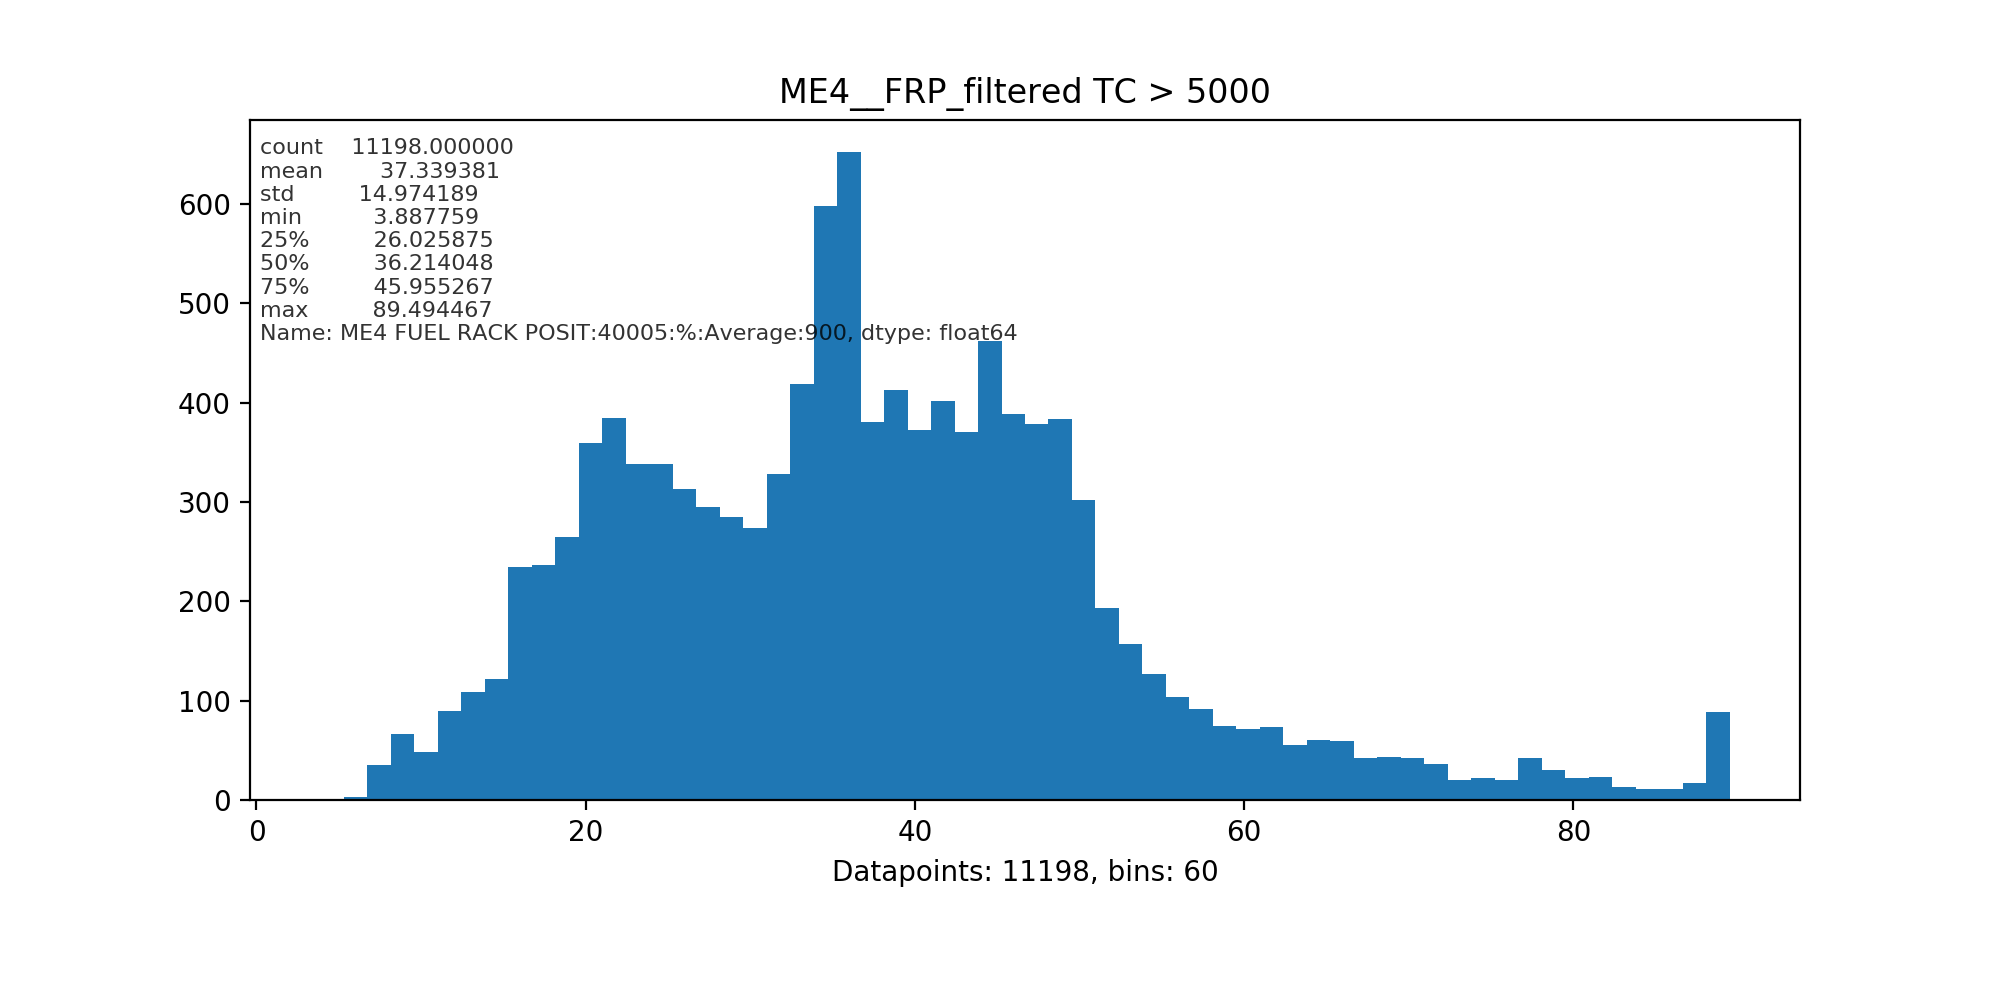 ME4__FRP_filtered TC > 5000
count 11198.000000
mean 37.339381
std 14.974189
min 3.887759
25% 26.025875
50% 36.214048
75% 45.955267
max 89.494467
Name: ME4 FUEL RACK POSIT:40005:%:Average:900, dtype: float64
600
500
400
300
200
100
0
0 20 40 60 80
Datapoints: 11198, bins: 60